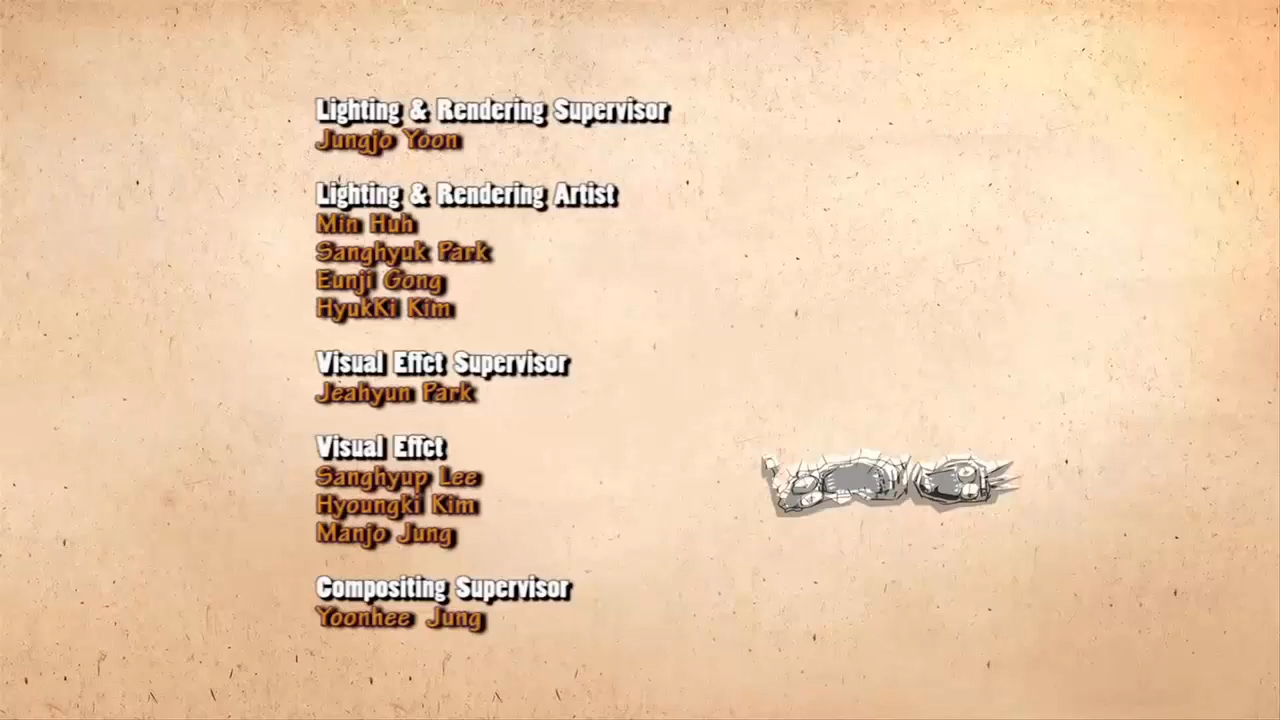 Lighting & Rendering Supervisor
Jungjo Yoon
Lighting & Rendering Artist
Min Huh
Sanghyuk Park
Eunji Gong
HyukKi Kim
Visual Effct Supervisor
Jeahyun Park
Visual Effct
Sanghyup Lee
Hyoungki Kim
Manjo Jung
Compositing Supervisor
Yoonhee Jung